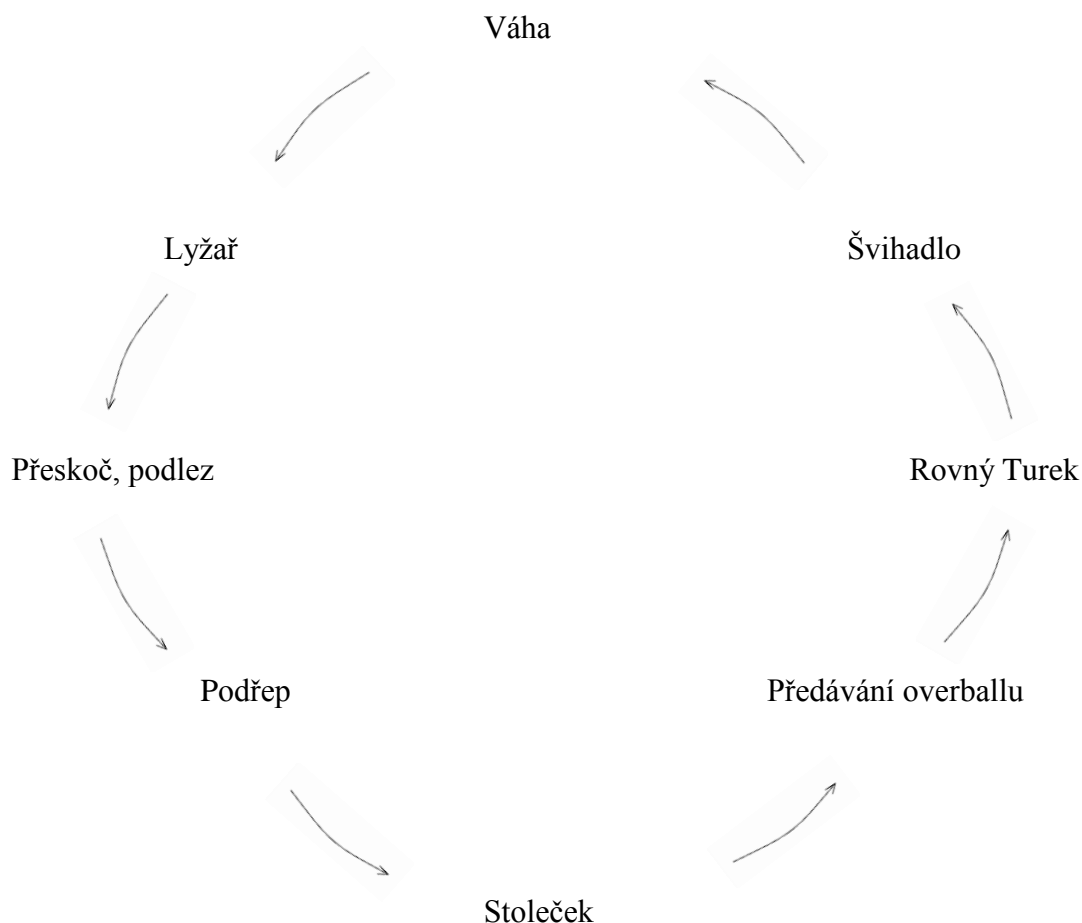 Váha
Lyžař
Švihadlo
Přeskoč, podlez
Rovný Turek
Podřep
Předávání overballu
Stoleček